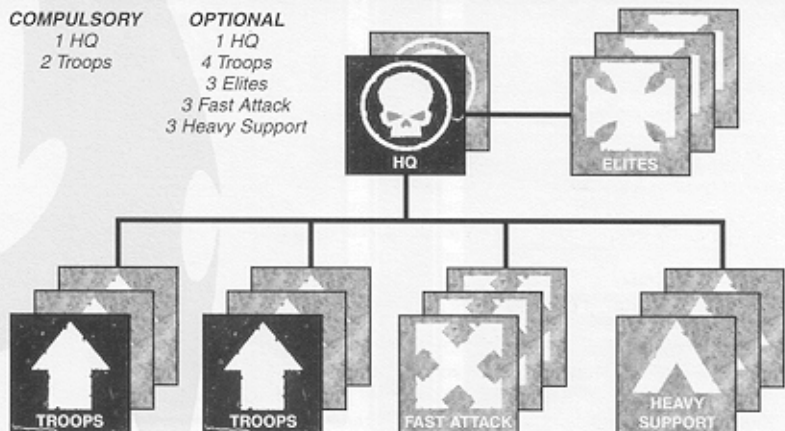 COMPULSORY
1 HQ
2 Troops
OPTIONAL
1 HQ
4 Troops
3 Elites
3 Fast Attack
3 Heavy Support
HQ
ELITES
TROOPS
TROOPS
FAST ATTACK
HEAVY
SUPPORT